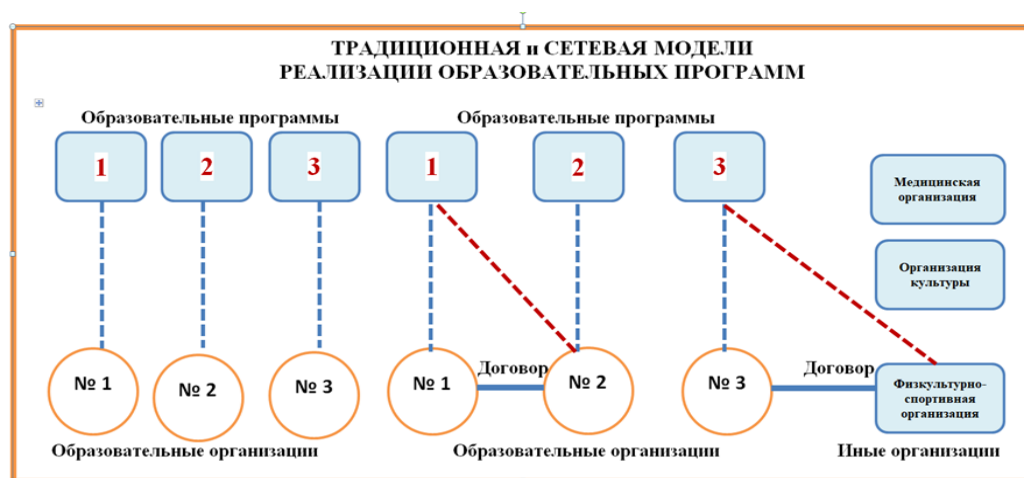 ТРАДИЦИОННАЯ и СЕТЕВАЯ МОДЕЛИ
РЕАЛИЗАЦИИ ОБРАЗОВАТЕЛЬНЫХ ПРОГРАММ
Образовательные программы
1
2
3
№ 1
№ 2
№ 3
Образовательные организации
Образовательные программы
1
2
3
№ 1
Договор
№ 2
№ 3
Договор
Образовательные организации
Медицинская
организация
Организация
культуры
Физкультурно-
спортивная
организация
Иные организации